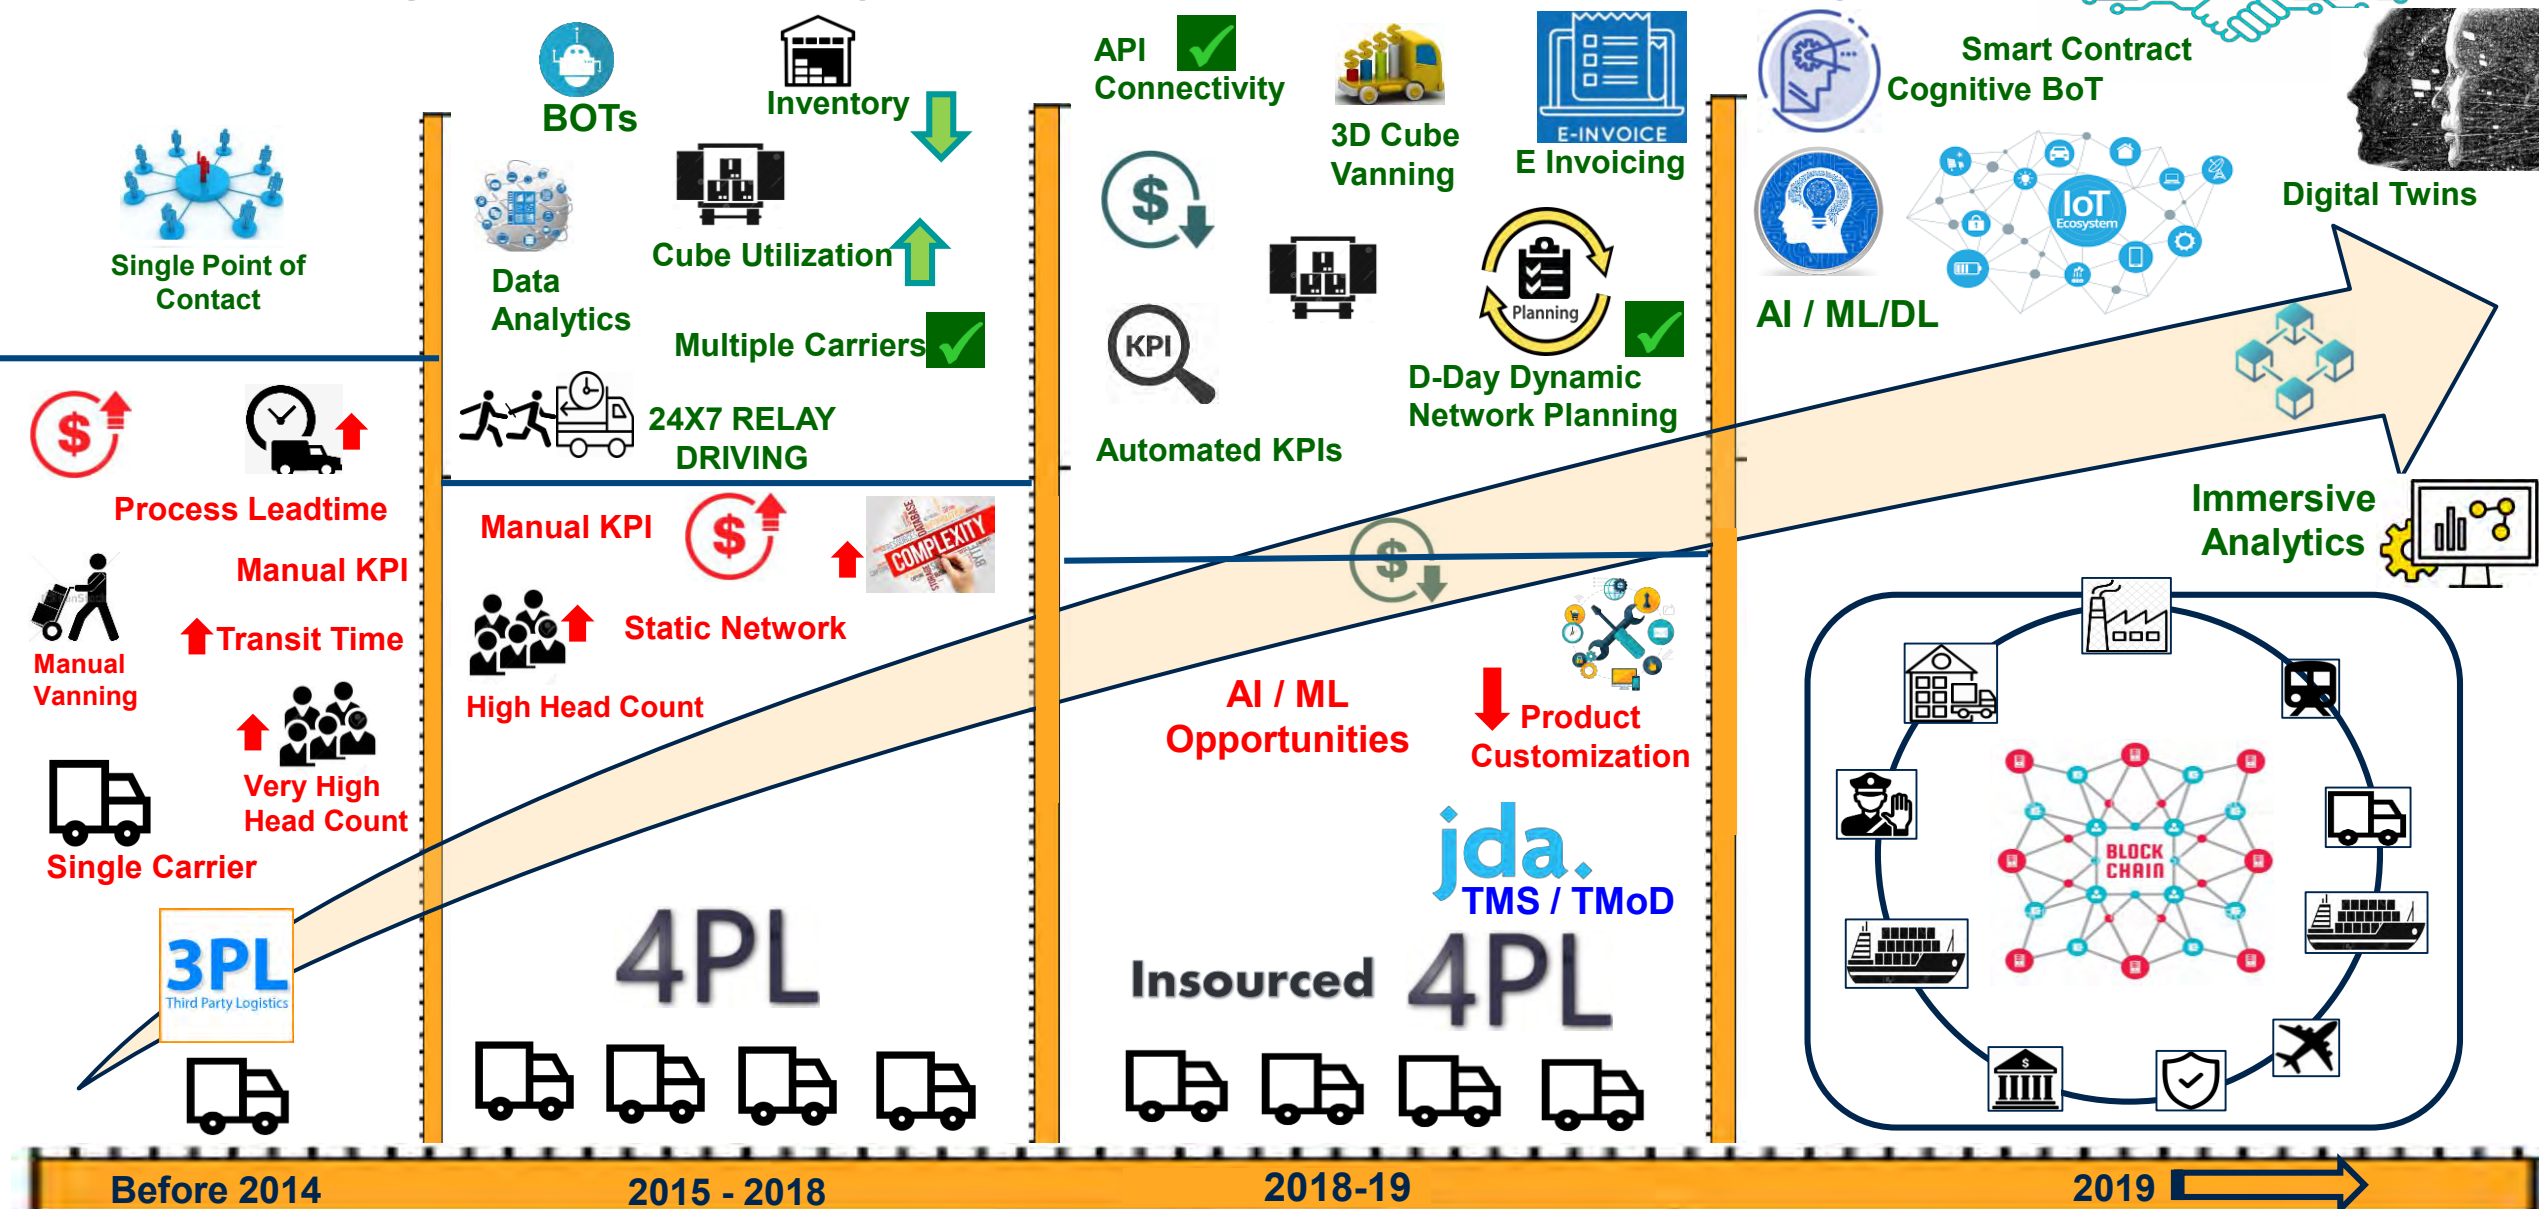 Single Point of
Contact
Process Leadtime
Manual KPI
Transit Time
Manual
Vanning
Very High
Head Count
Single Carrier
3PL
Third Party Logistics
Before 2014
BOTs
Inventory
Data
Analytics
Cube Utilization
Multiple Carriers
24X7 RELAY
DRIVING
Manual KPI
COMPLEXITY
Static Network
High Head Count
4PL
2015 - 2018
API
Connectivity
3D Cube
Vanning
E-INVOICE
E Invoicing
KPI
Planning
D-Day Dynamic
Network Planning
Automated KPIs
AI / ML
Opportunities
Product
Customization
jda.
TMS / TMoD
Insourced 4PL
2018-19
Smart Contract
Cognitive BoT
IoT
Ecosystem
Digital Twins
AI / ML/DL
Immersive
Analytics
BLOCK
CHAIN
2019